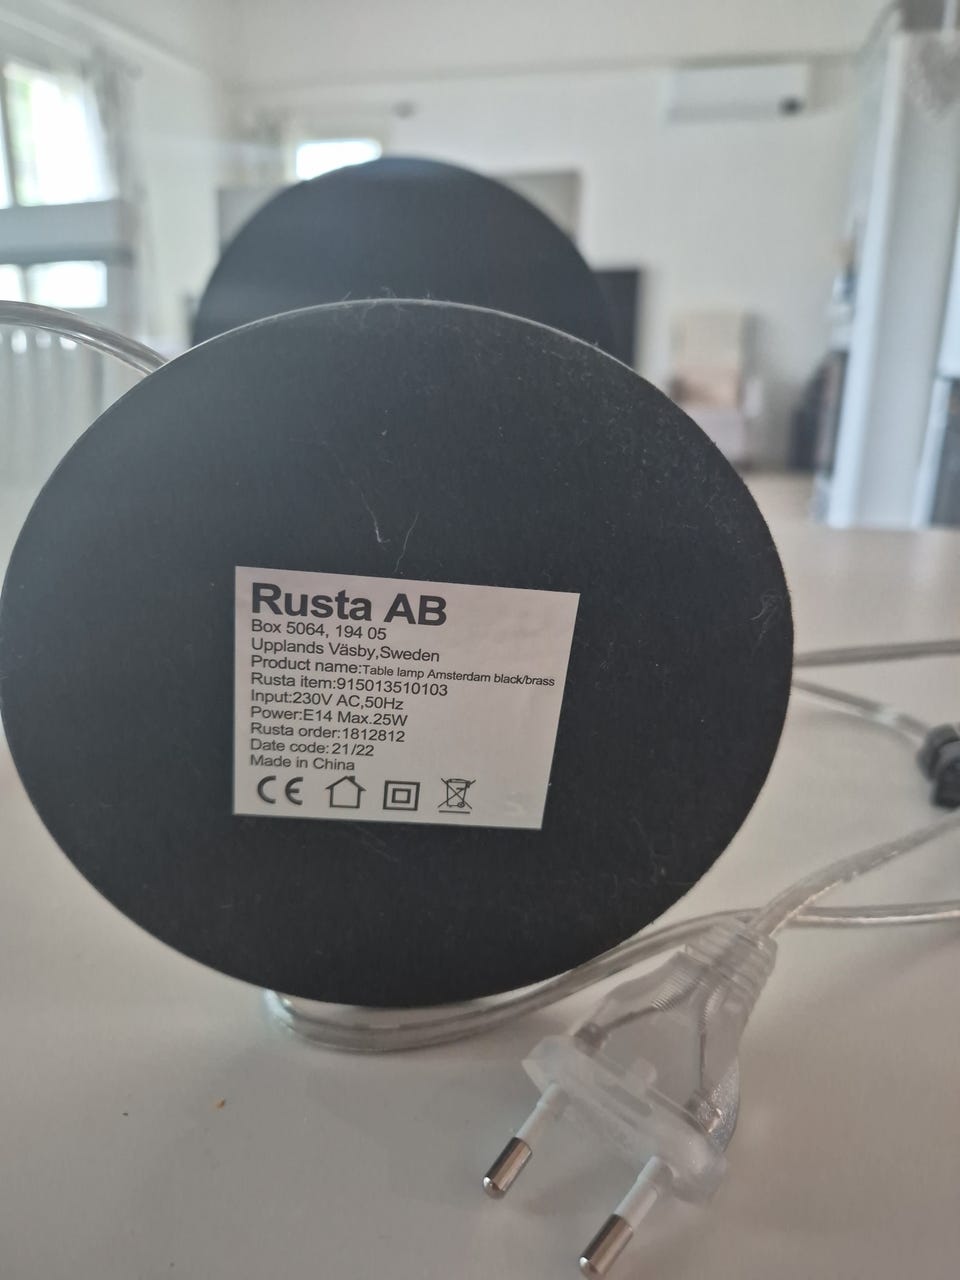 Rusta AB
Box 5064, 194 05
Upplands Väsby,Sweden
Product name:Table lamp Amsterdam black/brass
Rusta item:915013510103
Input:230V AC,50Hz
Power:E14 Max.25W
Rusta order:1812812
Date code:21/22
Made in China
CE